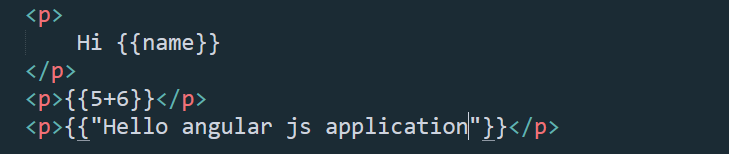 <p>
Hi {{name}}
</p>
<p>{{5+6}}</p>
<p>{{"Hello angular js application"}}</p>